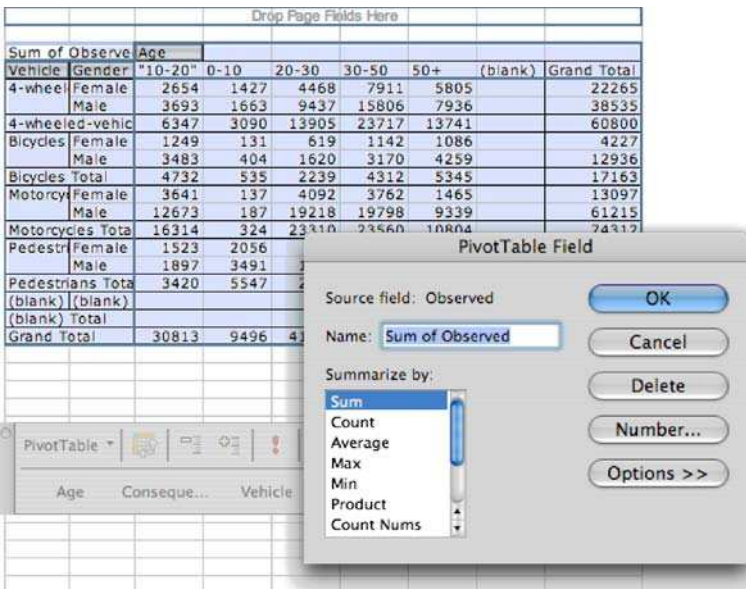 Drop Page Fields Here
Sum of Observe Age
Vehicle Gender "10-20" 0-10 20-30 30-50 50+ (blank) Grand Total
4-wheel Female 2654 1427 4468 7911 5805 22265
Male 3693 1663 9437 15806 7936 38535
4-wheeled-vehic 6347 3090 13905 23717 13741 60800
Bicycles Female 1249 131 619 1142 1086 4227
Male 3483 404 1620 3170 4259 12936
Bicycles Total 4732 535 2239 4312 5345 17163
Motorcy Female 3641 137 4092 3762 1465 13097
Male 12673 187 19218 19798 9339 61215
Motorcycles Tota 16314 324 23310 23560 10804 74312
Pedestri Female 1523 2056
Male 1897 3491
Pedestrians Tota 3420 5547 2
(blank) (blank)
(blank) Total
Grand Total 30813 9496 41
PivotTable Field
Source field: Observed
OK
Name: Sum of Observed
Cancel
Summarize by:
Delete
Sum
Count
Number...
Average
Max
Options >>
Min
Product
Count Nums
PivotTable
Age Conseque... Vehicle